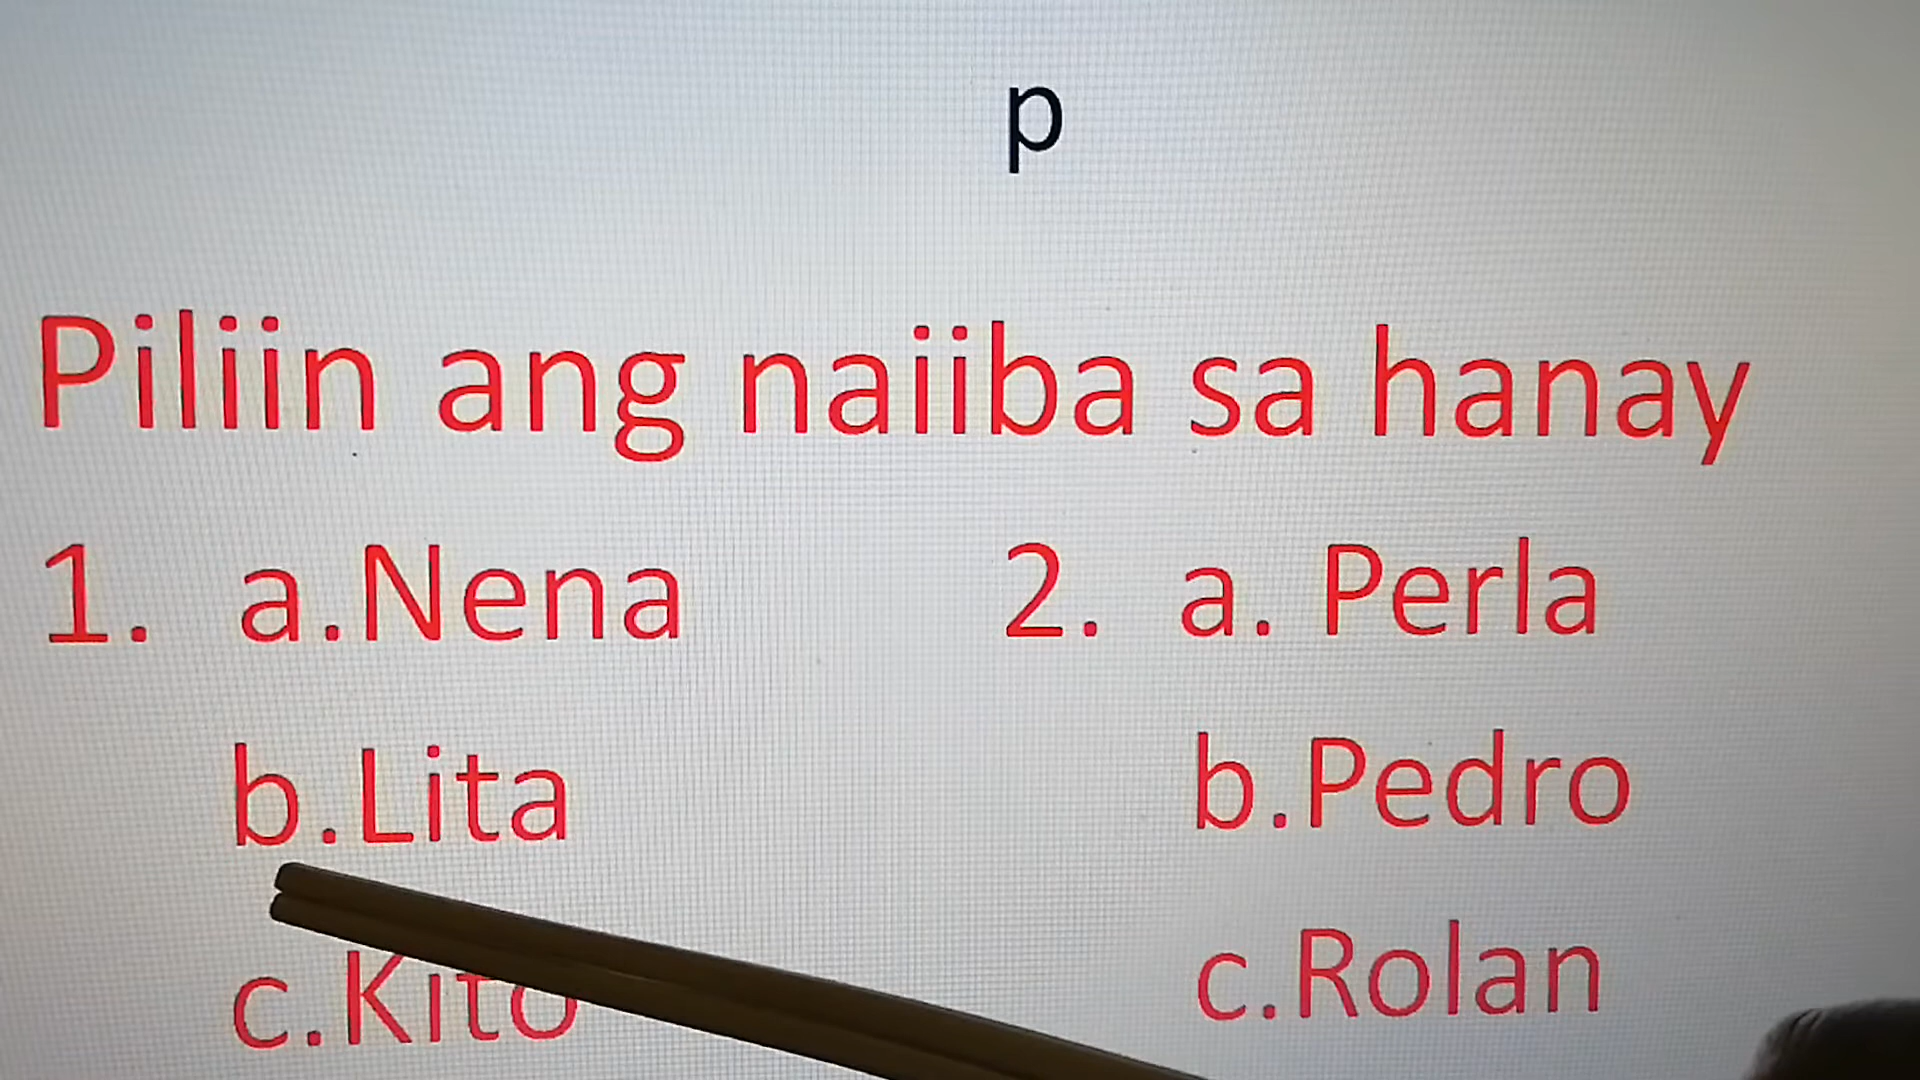 p
Piliin ang naiiba sa hanay
1. a.Nena 2. a. Perla
b.Lita b.Pedro
c.Kito c.Rolan